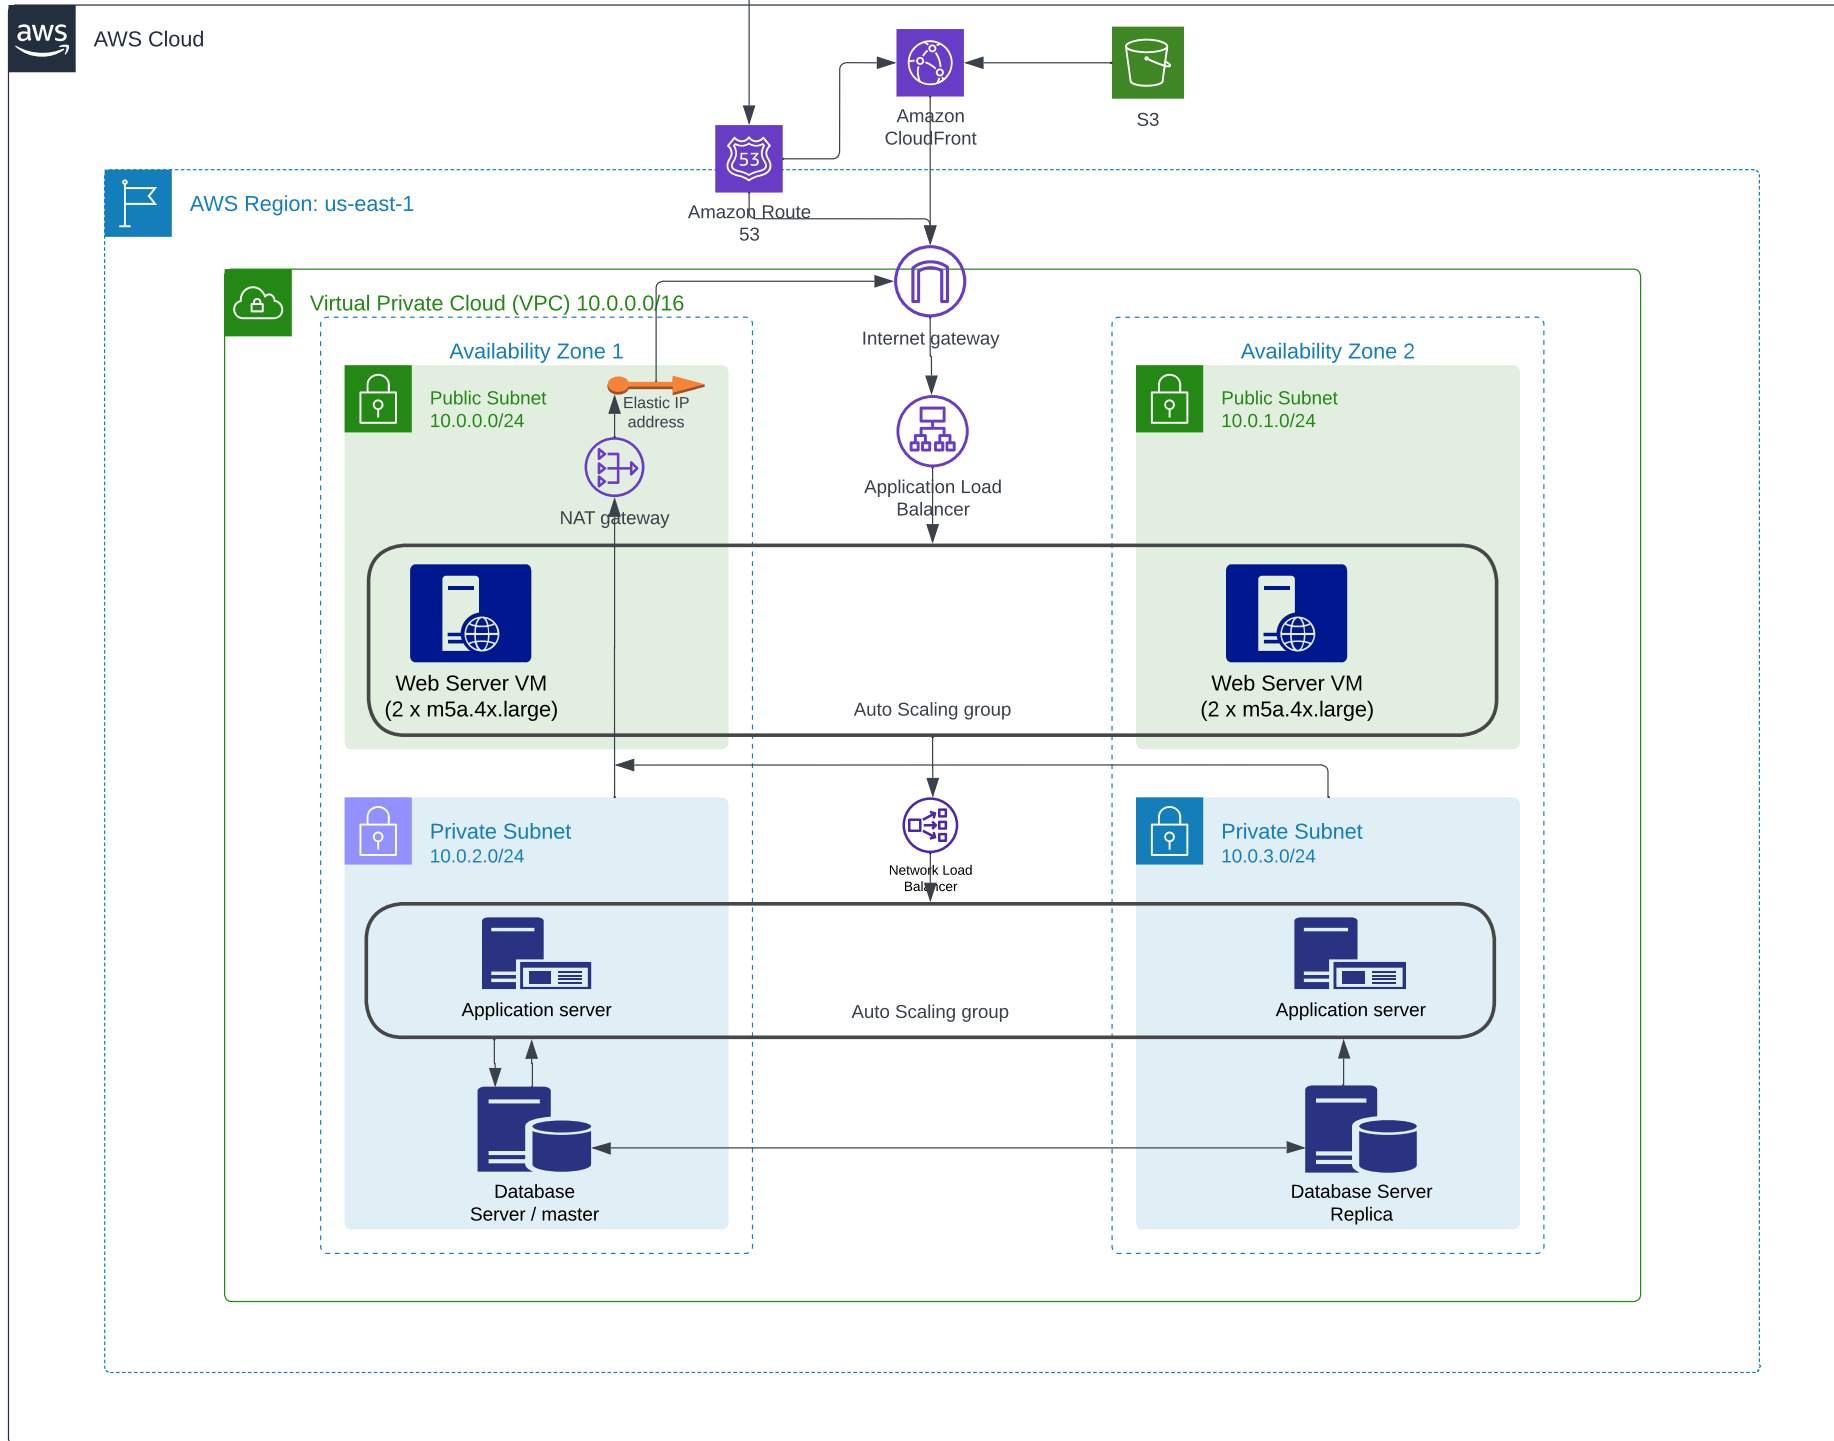 aws
AWS Cloud
Amazon
CloudFront
S3
53
Amazon Route
53
AWS Region: us-east-1
Virtual Private Cloud (VPC) 10.0.0.0/16
Internet gateway
Availability Zone 1
Availability Zone 2
Public Subnet
10.0.0.0/24
Elastic IP
address
Public Subnet
10.0.1.0/24
NAT gateway
Application Load
Balancer
Web Server VM
(2 x m5a.4x.large)
Auto Scaling group
Web Server VM
(2 x m5a.4x.large)
Private Subnet
10.0.2.0/24
Network Load
Balancer
Private Subnet
10.0.3.0/24
Application server
Auto Scaling group
Application server
Database
Server / master
Database Server
Replica